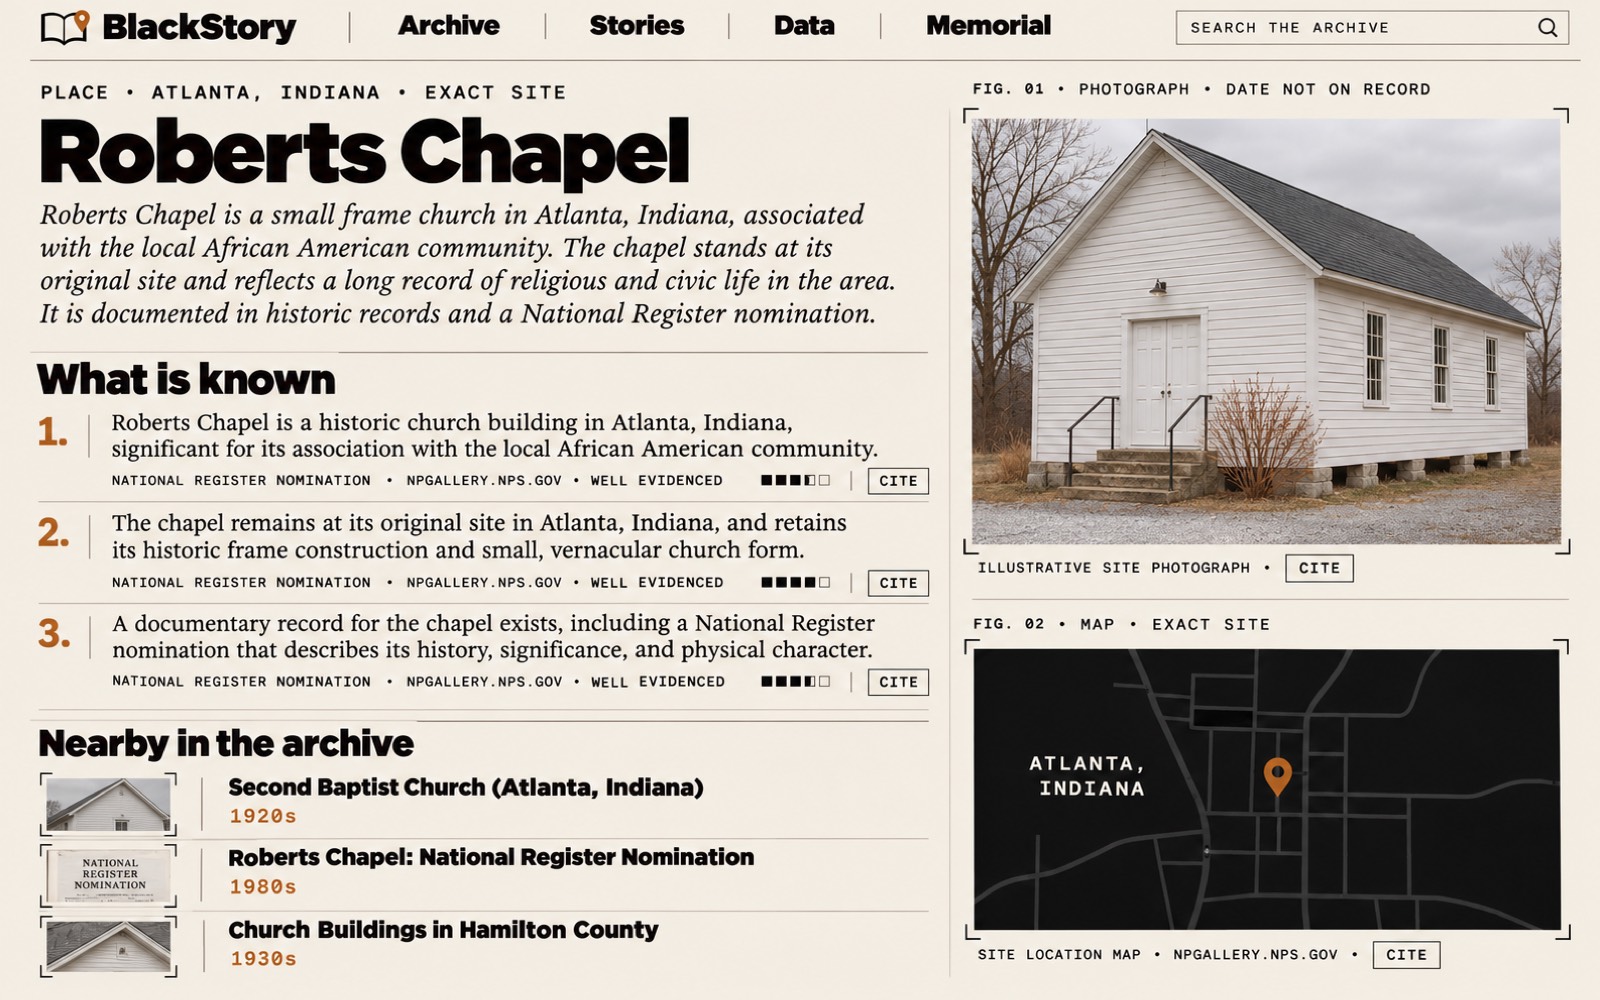 BlackStory
Archive
Stories
Data
Memorial
SEARCH THE ARCHIVE
PLACE • ATLANTA, INDIANA • EXACT SITE
Roberts Chapel
Roberts Chapel is a small frame church in Atlanta, Indiana, associated
with the local African American community. The chapel stands at its
original site and reflects a long record of religious and civic life in the area.
It is documented in historic records and a National Register nomination.
What is known
1.
Roberts Chapel is a historic church building in Atlanta, Indiana,
significant for its association with the local African American community.
NATIONAL REGISTER NOMINATION • NPGALLERY.NPS.GOV • WELL EVIDENCED
CITE
2.
The chapel remains at its original site in Atlanta, Indiana, and retains
its historic frame construction and small, vernacular church form.
NATIONAL REGISTER NOMINATION • NPGALLERY.NPS.GOV • WELL EVIDENCED
CITE
3.
A documentary record for the chapel exists, including a National Register
nomination that describes its history, significance, and physical character.
NATIONAL REGISTER NOMINATION • NPGALLERY.NPS.GOV • WELL EVIDENCED
CITE
Nearby in the archive
Second Baptist Church (Atlanta, Indiana)
1920s
NATIONAL
REGISTER
NOMINATION
Roberts Chapel: National Register Nomination
1980s
Church Buildings in Hamilton County
1930s
FIG. 01 • PHOTOGRAPH • DATE NOT ON RECORD
ILLUSTRATIVE SITE PHOTOGRAPH •
CITE
FIG. 02 • MAP • EXACT SITE
ATLANTA,
INDIANA
SITE LOCATION MAP • NPGALLERY.NPS.GOV •
CITE